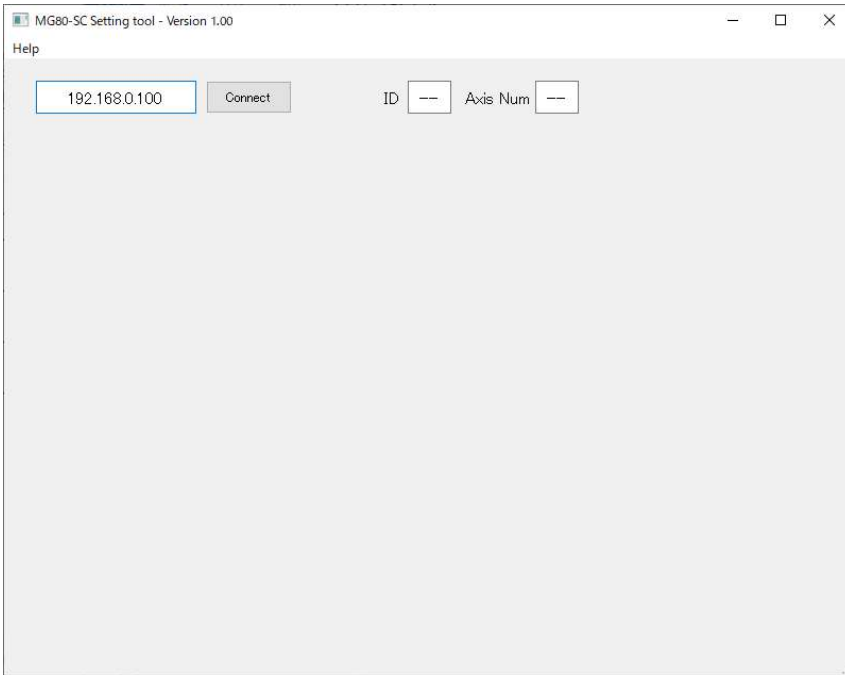 MG80-SC Setting tool - Version 1.00
Help
192.168.0.100 Connect ID -- Axis Num --